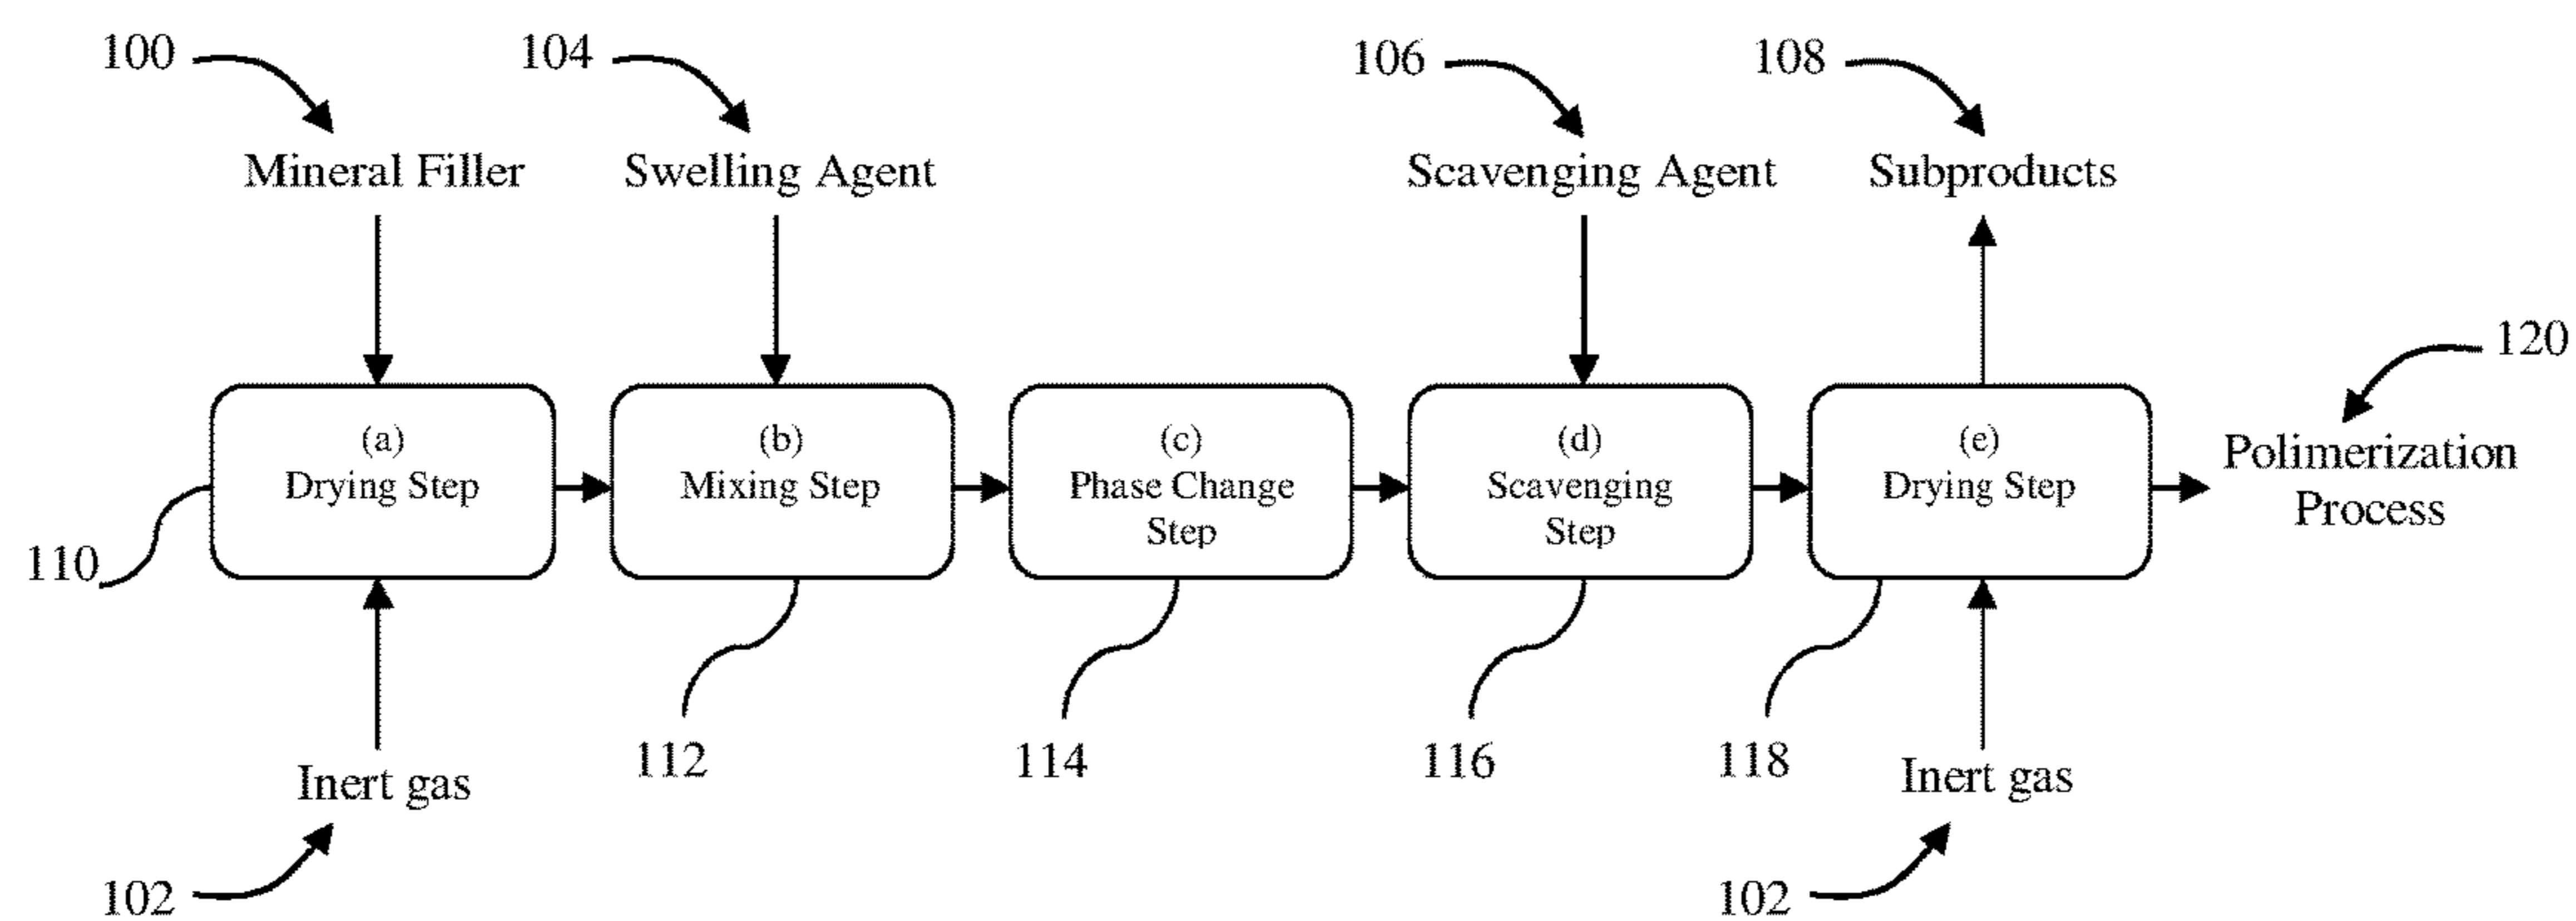 100
104
106
108
Mineral Filler
Swelling Agent
Scavenging Agent
Subproducts
120
(a)
Drying Step
(b)
Mixing Step
(c)
Phase Change
Step
(d)
Scavenging
Step
(e)
Drying Step
Polimerization
Process
110
112
114
116
118
Inert gas
Inert gas
102
102